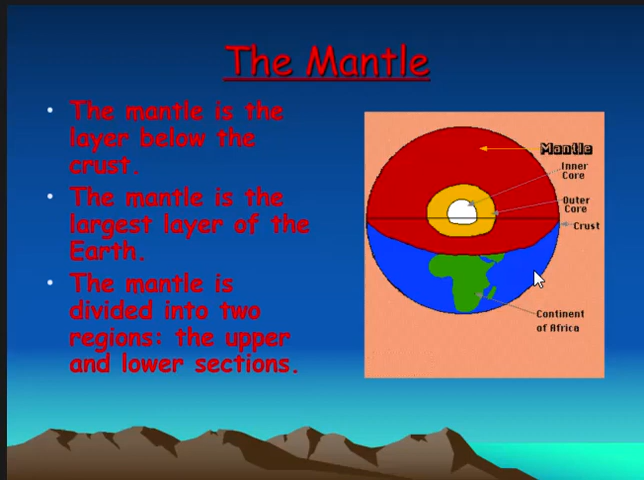 The Mantle
• The mantle is the
layer below the
crust.
• The mantle is the
largest layer of the
Earth.
• The mantle is
divided into two
regions: the upper
and lower sections.
Mantle
Inner
Core
Outer
Core
Crust
Continent
of Africa